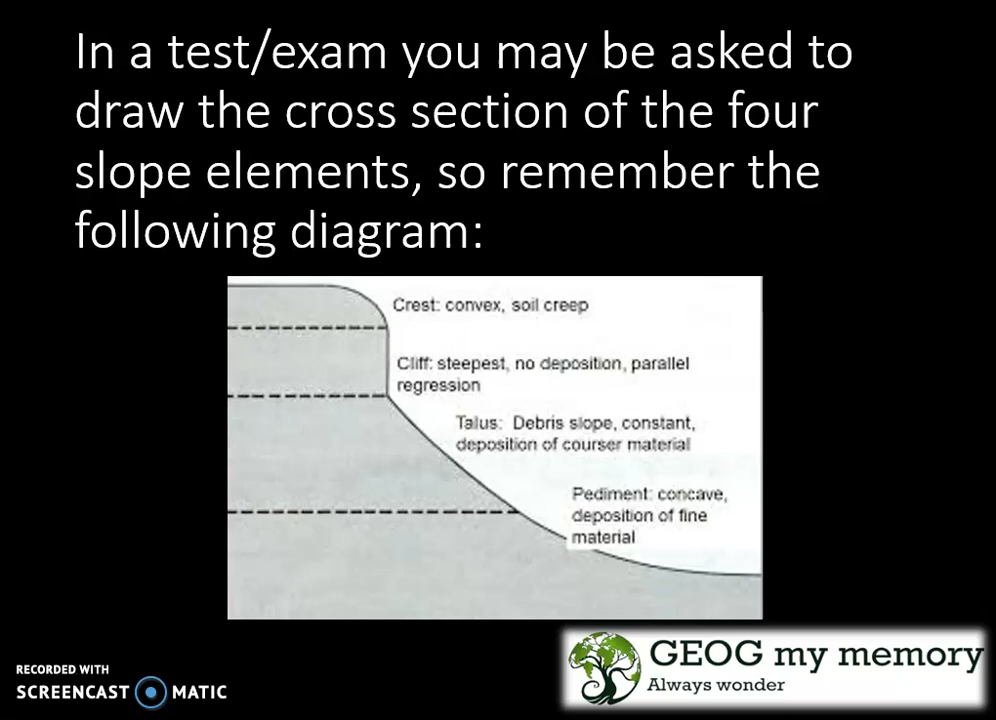 In a test/exam you may be asked to
draw the cross section of the four
slope elements, so remember the
following diagram:
Crest: convex, soil creep
Cliff: steepest, no deposition, parallel
regression
Talus: Debris slope, constant,
deposition of courser material
Pediment: concave,
deposition of fine
material
RECORDED WITH
SCREENCAST MATIC
GEOG my memory
Always wonder